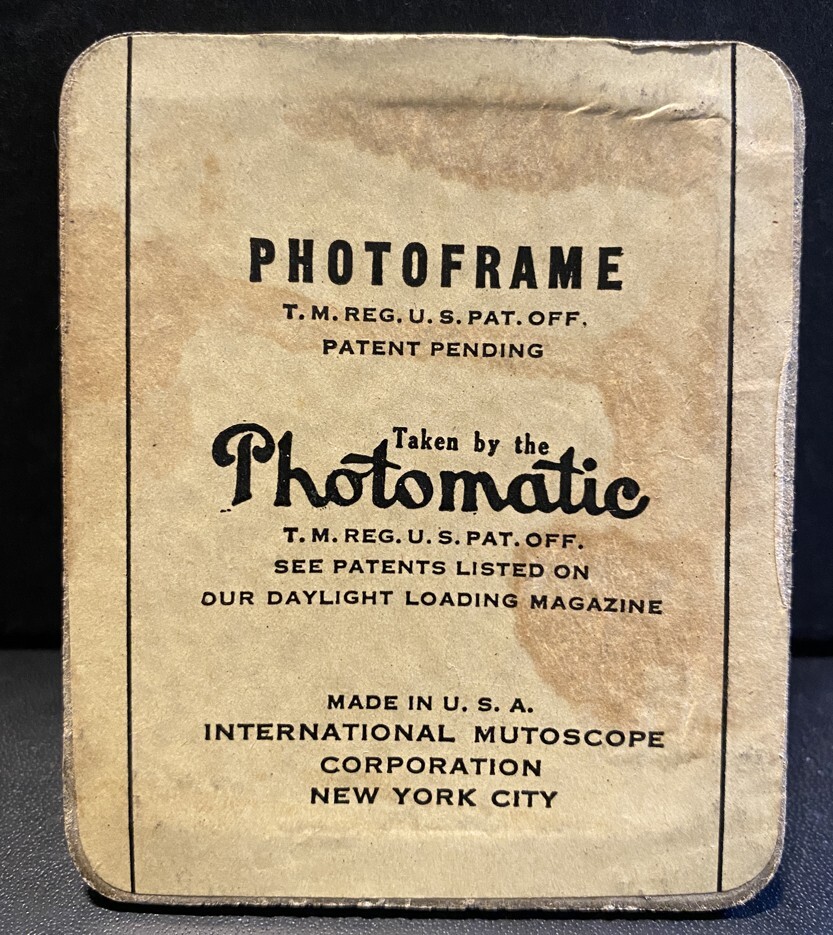 PHOTOFRAME
T. M. REG. U. S. PAT. OFF.
PATENT PENDING
Taken by the
Photomatic
T. M. REG. U. S. PAT. OFF.
SEE PATENTS LISTED ON
OUR DAYLIGHT LOADING MAGAZINE
MADE IN U. S. A.
INTERNATIONAL MUTOSCOPE
CORPORATION
NEW YORK CITY